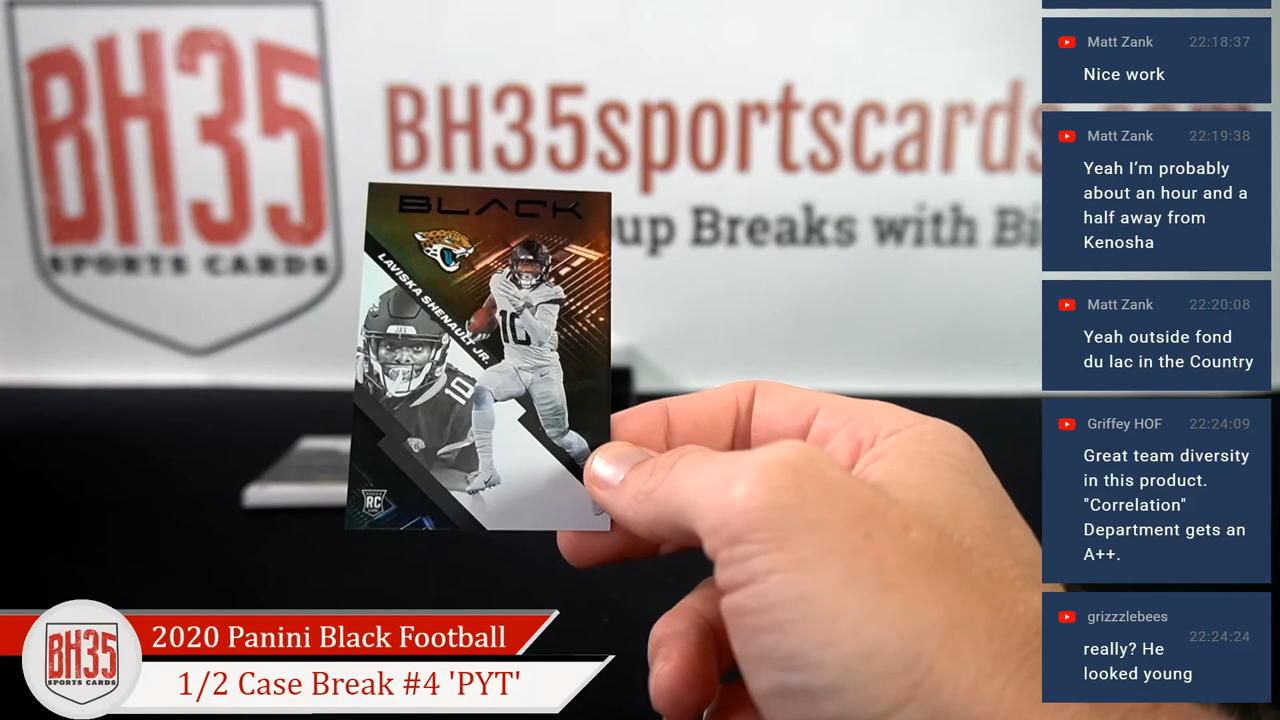 BH35
SPORTS CARDS
BH35sportscards.com
up Breaks with Bi
BLACK
LAVISKA SHENAULT JR.
JAX
10
10
RC
2020 Panini Black Football
1/2 Case Break #4 'PYT'
BH35
SPORTS CARDS
Matt Zank 22:18:37
Nice work
Matt Zank 22:19:38
Yeah I’m probably
about an hour and a
half away from
Kenosha
Matt Zank 22:20:08
Yeah outside fond
du lac in the Country
Griffey HOF 22:24:09
Great team diversity
in this product.
"Correlation"
Department gets an
A++.
grizzzlebees 22:24:24
really? He
looked young